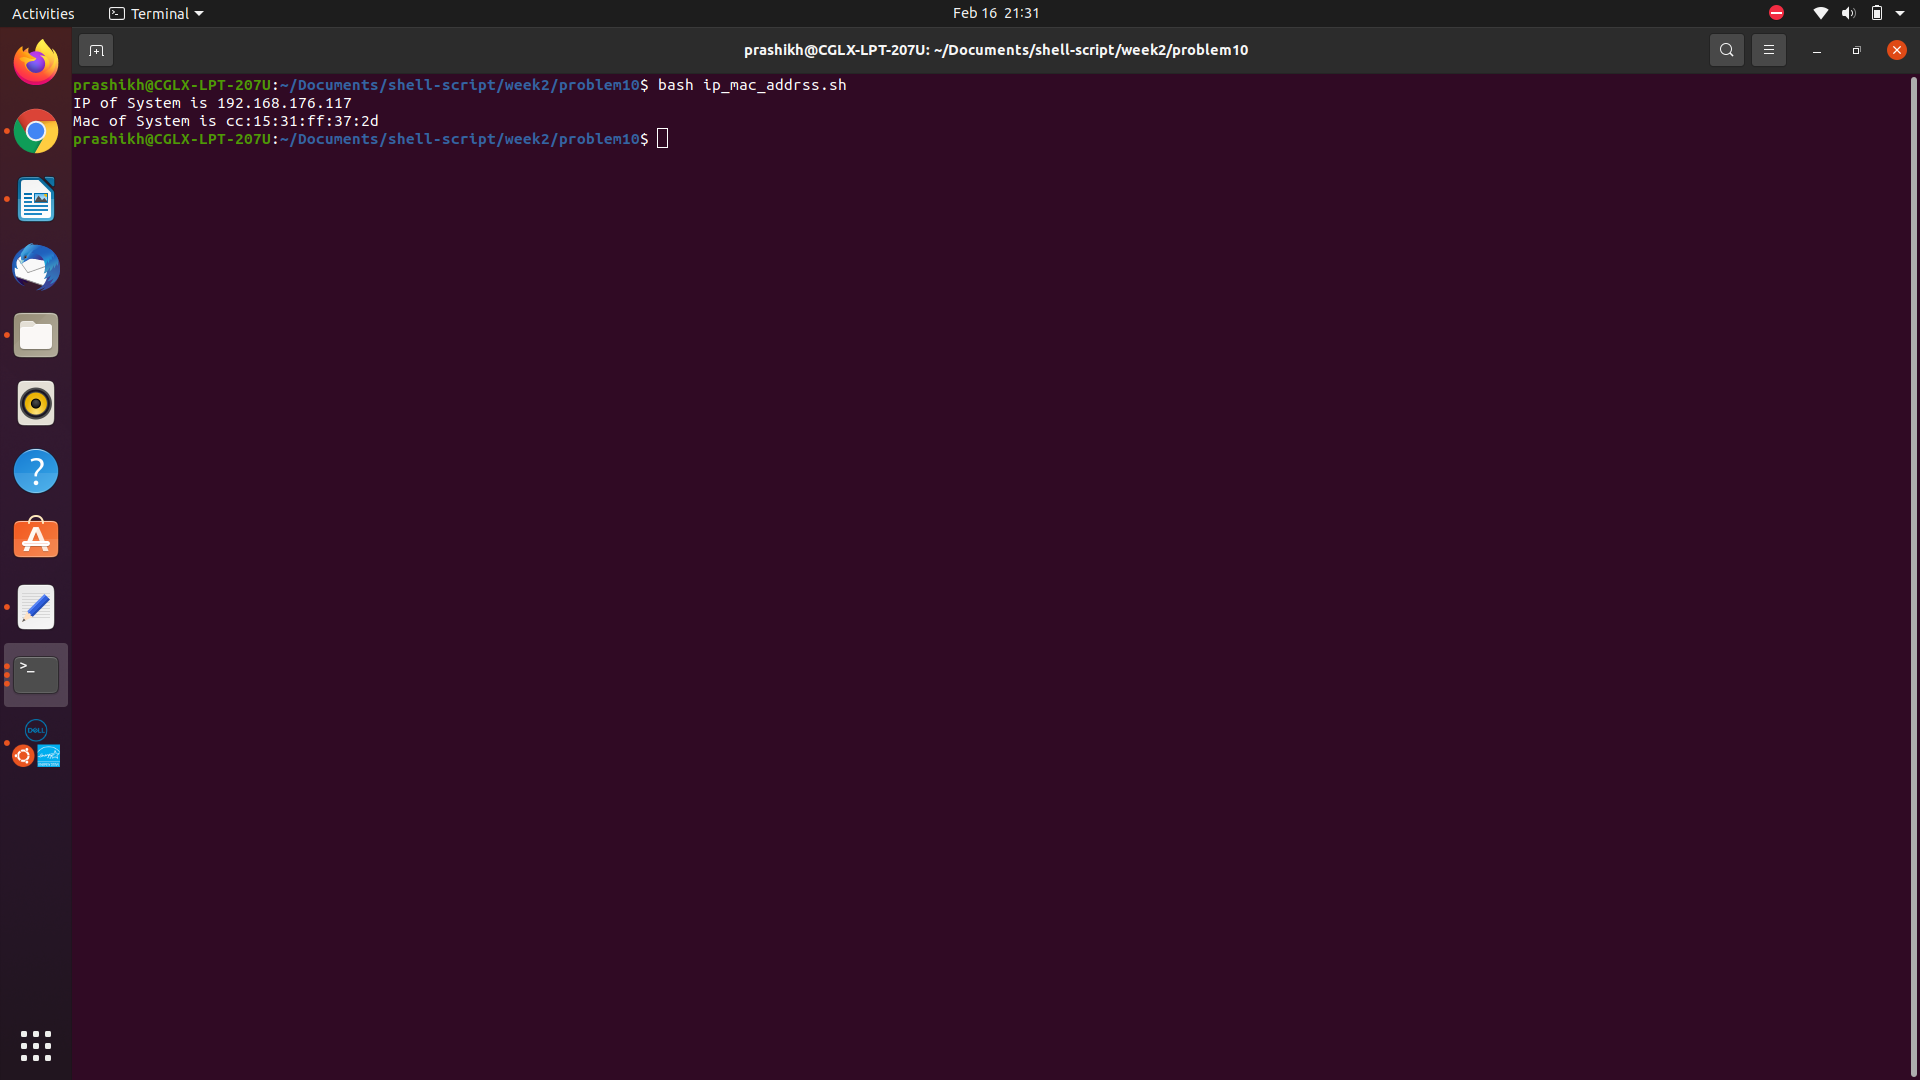 Activities Terminal Feb 16 21:31
prashikh@CGLX-LPT-207U: ~/Documents/shell-script/week2/problem10
prashikh@CGLX-LPT-207U:~/Documents/shell-script/week2/problem10$ bash ip_mac_addrss.sh
IP of System is 192.168.176.117
Mac of System is cc:15:31:ff:37:2d
prashikh@CGLX-LPT-207U:~/Documents/shell-script/week2/problem10$
?
>_
DELL